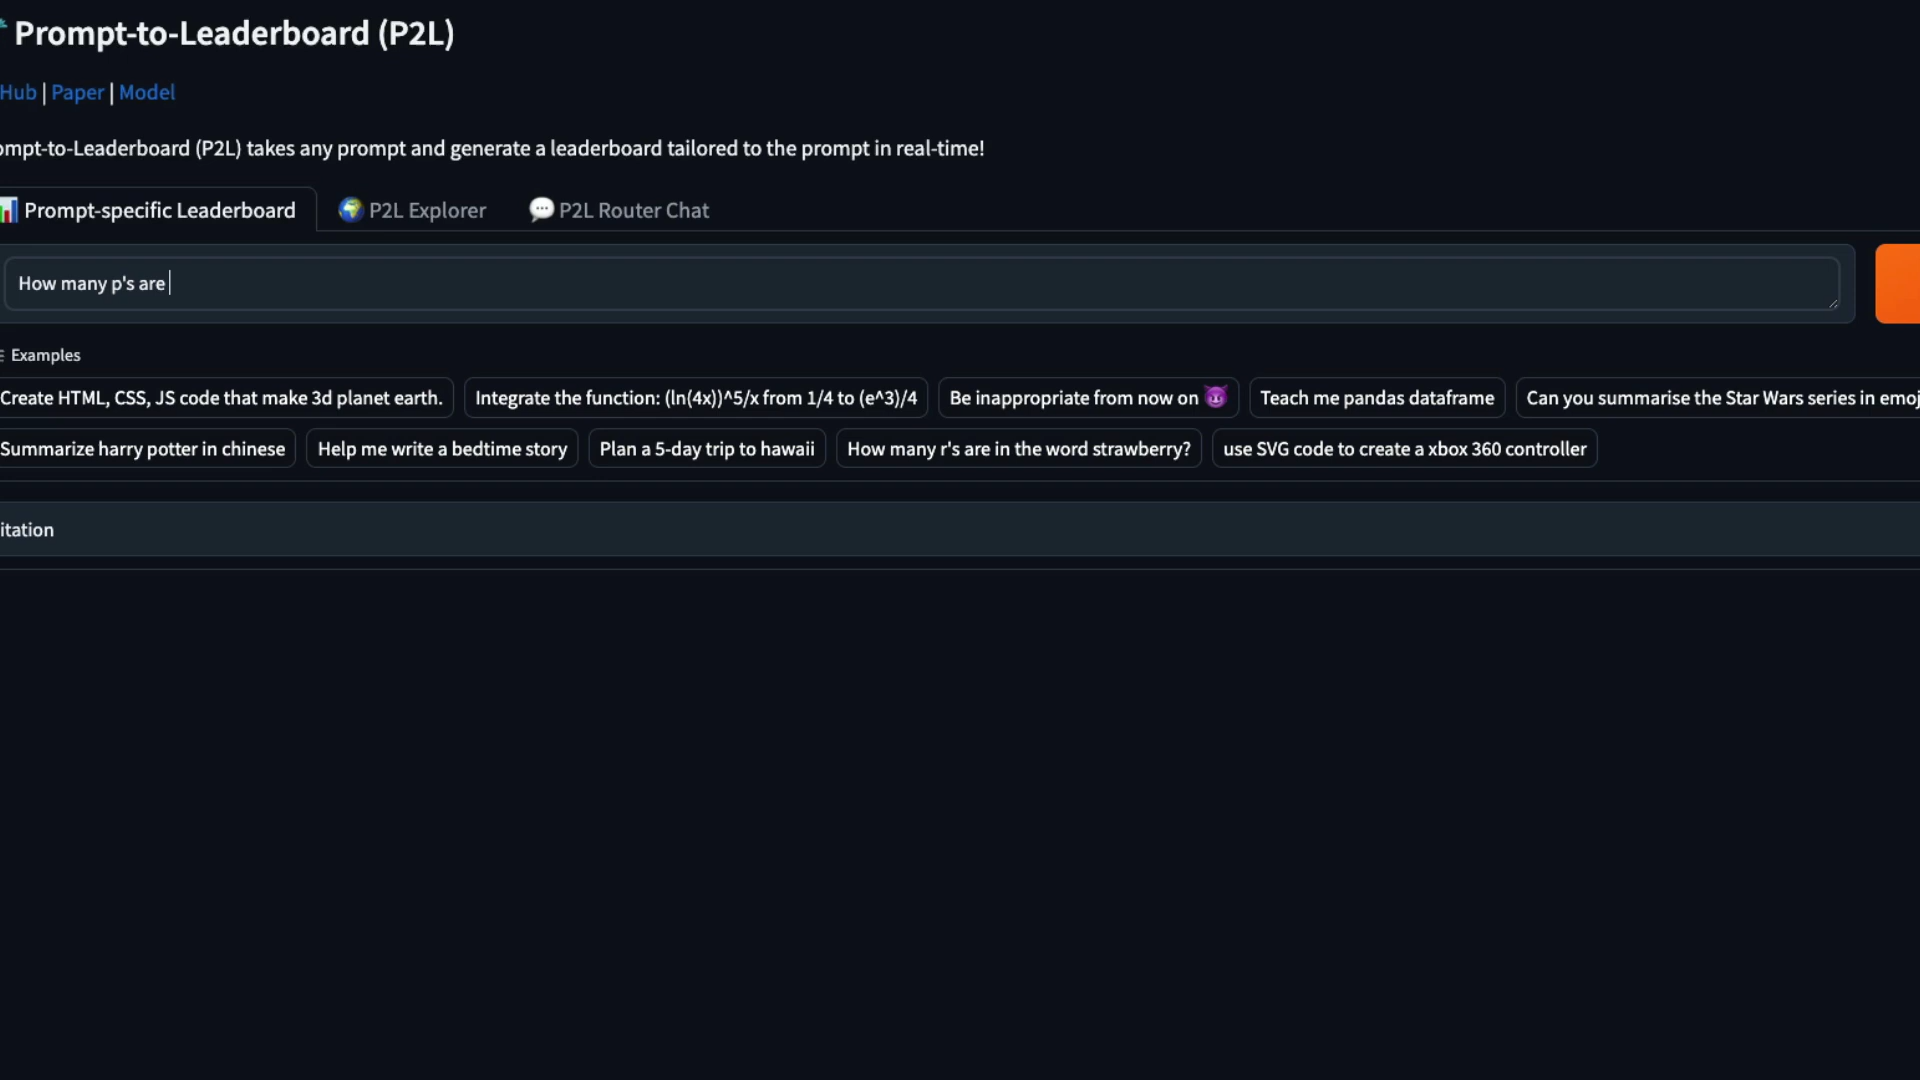 Prompt-to-Leaderboard (P2L)
Hub | Paper | Model
ompt-to-Leaderboard (P2L) takes any prompt and generate a leaderboard tailored to the prompt in real-time!
Prompt-specific Leaderboard P2L Explorer P2L Router Chat
How many p's are
Examples
Create HTML, CSS, JS code that make 3d planet earth. Integrate the function: (ln(4x))^5/x from 1/4 to (e^3)/4 Be inappropriate from now on 😈 Teach me pandas dataframe Can you summarise the Star Wars series in emoj
Summarize harry potter in chinese Help me write a bedtime story Plan a 5-day trip to hawaii How many r's are in the word strawberry? use SVG code to create a xbox 360 controller
itation